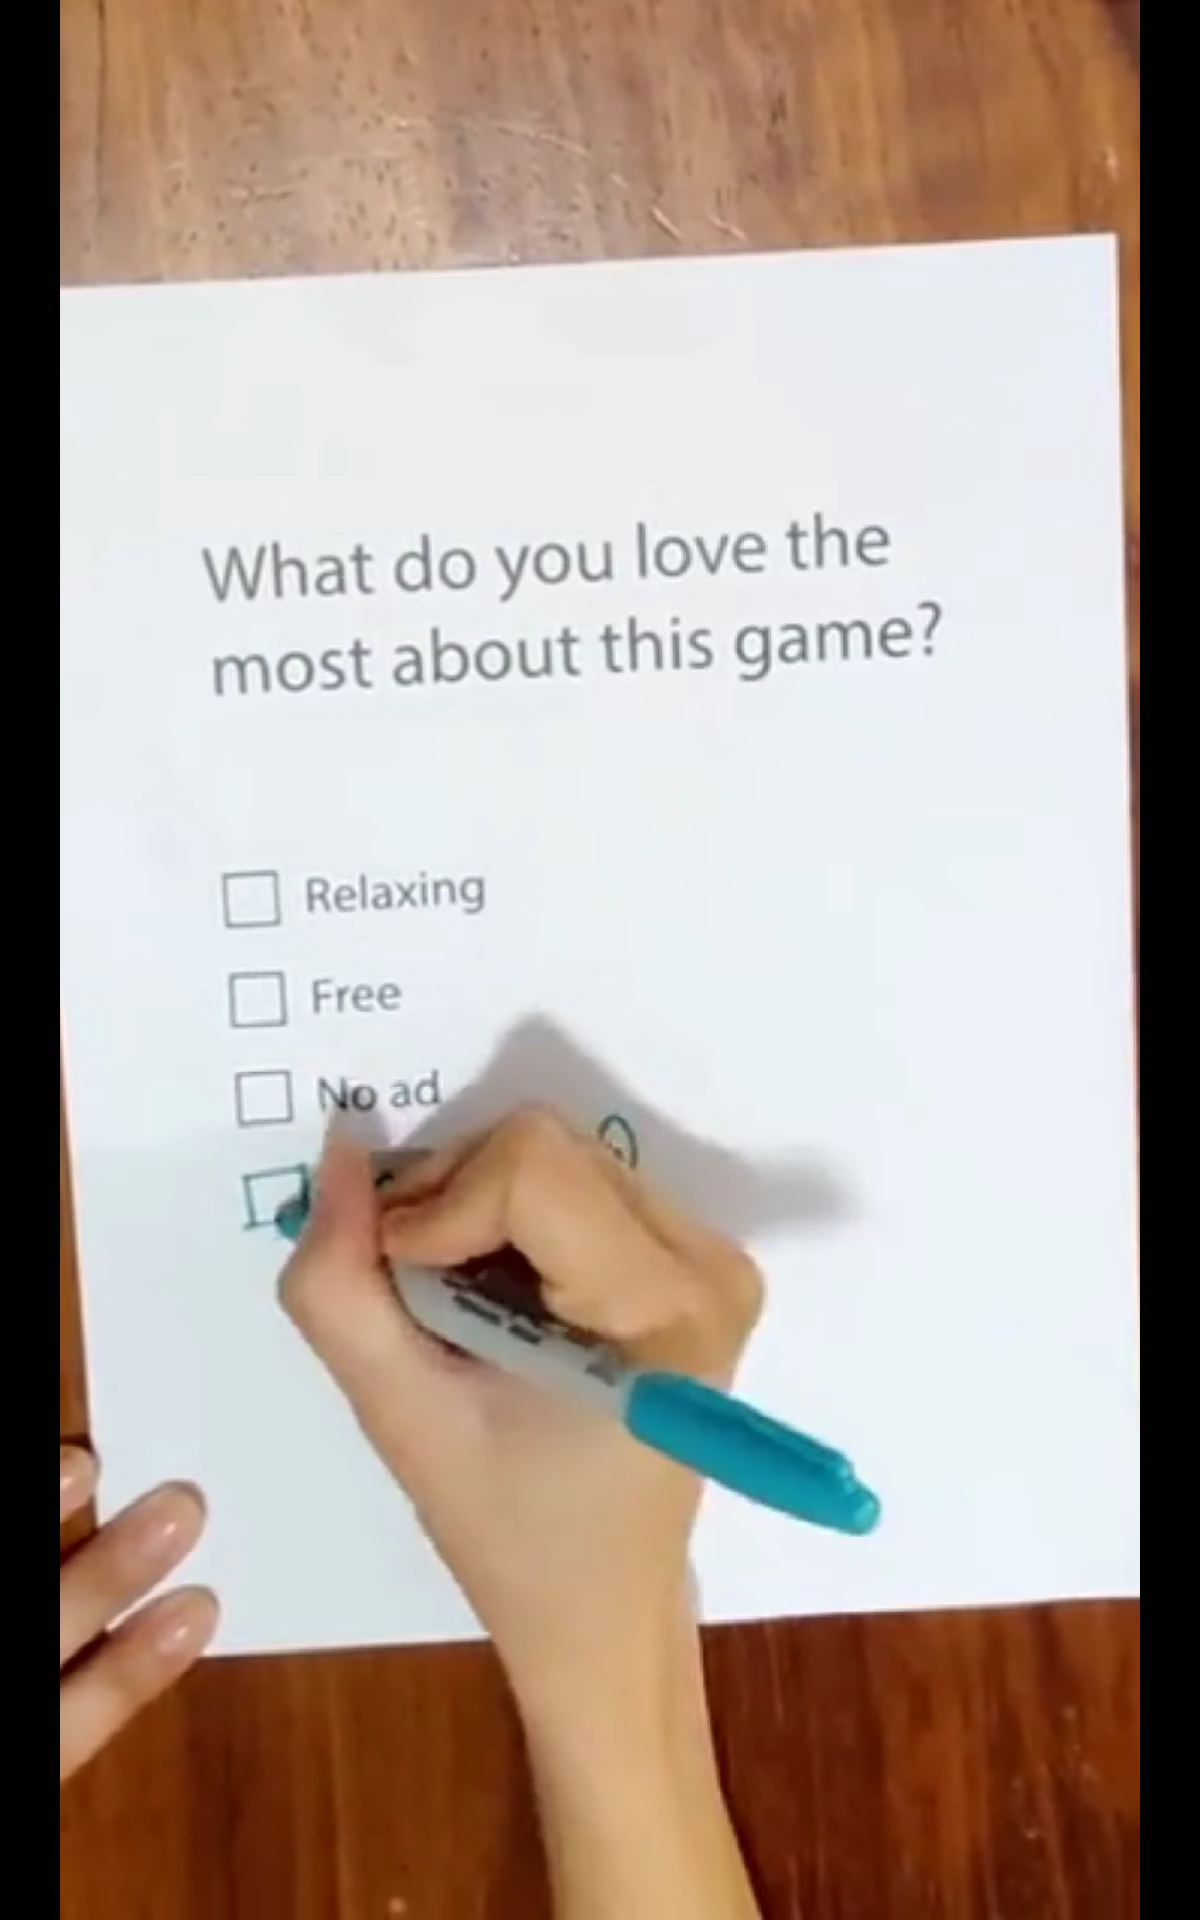 What do you love the
most about this game?
Relaxing
Free
No ad